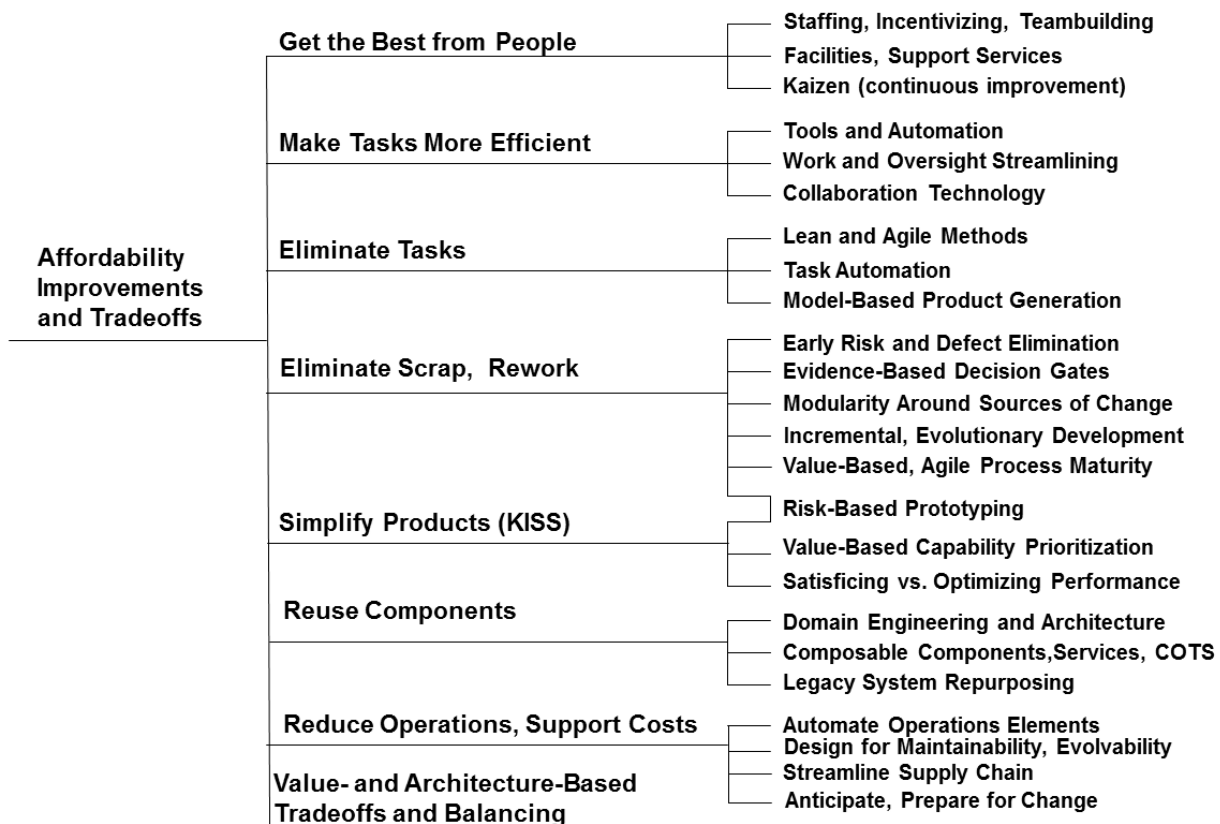 Affordability
Improvements
and Tradeoffs
Get the Best from People
Staffing, Incentivizing, Teambuilding
Facilities, Support Services
Kaizen (continuous improvement)
Make Tasks More Efficient
Tools and Automation
Work and Oversight Streamlining
Collaboration Technology
Eliminate Tasks
Lean and Agile Methods
Task Automation
Model-Based Product Generation
Eliminate Scrap, Rework
Early Risk and Defect Elimination
Evidence-Based Decision Gates
Modularity Around Sources of Change
Incremental, Evolutionary Development
Value-Based, Agile Process Maturity
Risk-Based Prototyping
Simplify Products (KISS)
Value-Based Capability Prioritization
Satisficing vs. Optimizing Performance
Reuse Components
Domain Engineering and Architecture
Composable Components,Services, COTS
Legacy System Repurposing
Reduce Operations, Support Costs
Automate Operations Elements
Design for Maintainability, Evolvability
Streamline Supply Chain
Anticipate, Prepare for Change
Value- and Architecture-Based
Tradeoffs and Balancing